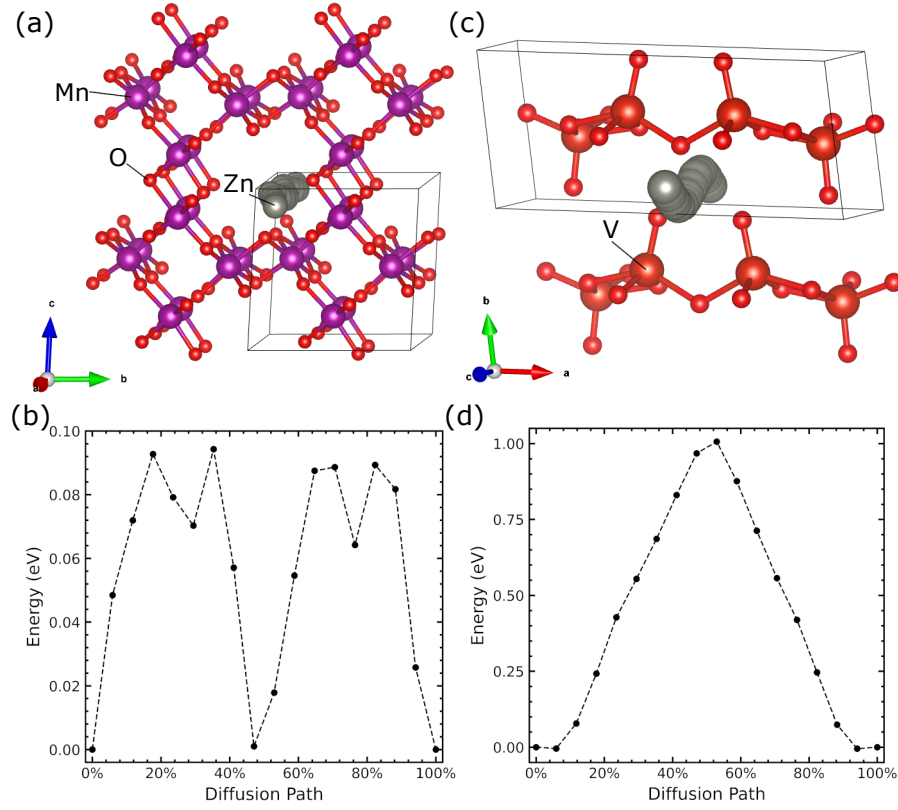 (a)
Mn
O
Zn
c
b
a
(c)
V
b
a
c
(b)
0.10
0.08
0.06
0.04
0.02
0.00
Energy (eV)
0% 20% 40% 60% 80% 100%
Diffusion Path
(d)
1.00
0.75
0.50
0.25
0.00
Energy (eV)
0% 20% 40% 60% 80% 100%
Diffusion Path